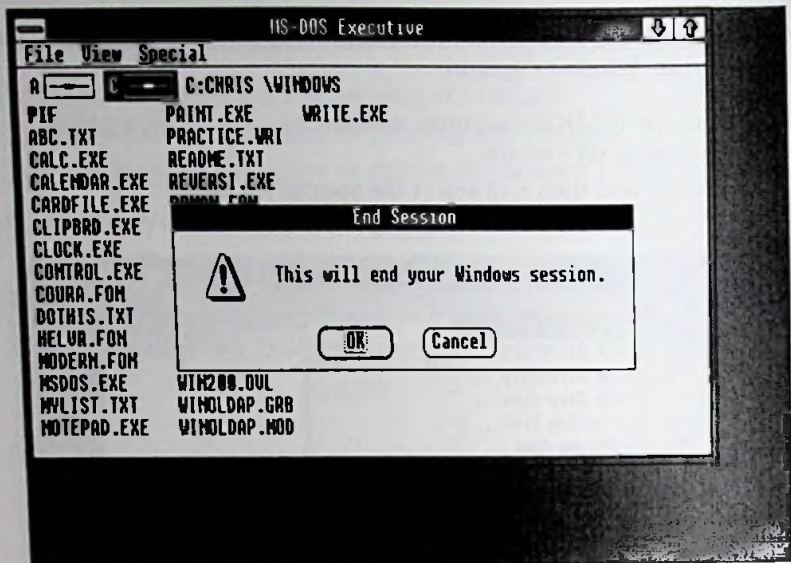 MS-DOS Executive
File View Special
A C C:CHRIS \WINDOWS
PIF PAINT.EXE WRITE.EXE
ABC.TXT PRACTICE.WRI
CALC.EXE README.TXT
CALENDAR.EXE REVERSI.EXE
CARDFILE.EXE ROMAN.FON
CLIPBRD.EXE
CLOCK.EXE
CONTROL.EXE
COURA.FON
DOTHIS.TXT
HELVA.FON
MODERN.FON
MSDOS.EXE WIN200.OVL
MYLIST.TXT WINOLDAP.GRB
NOTEPAD.EXE WINOLDAP.MOD
End Session
This will end your Windows session.
OK Cancel